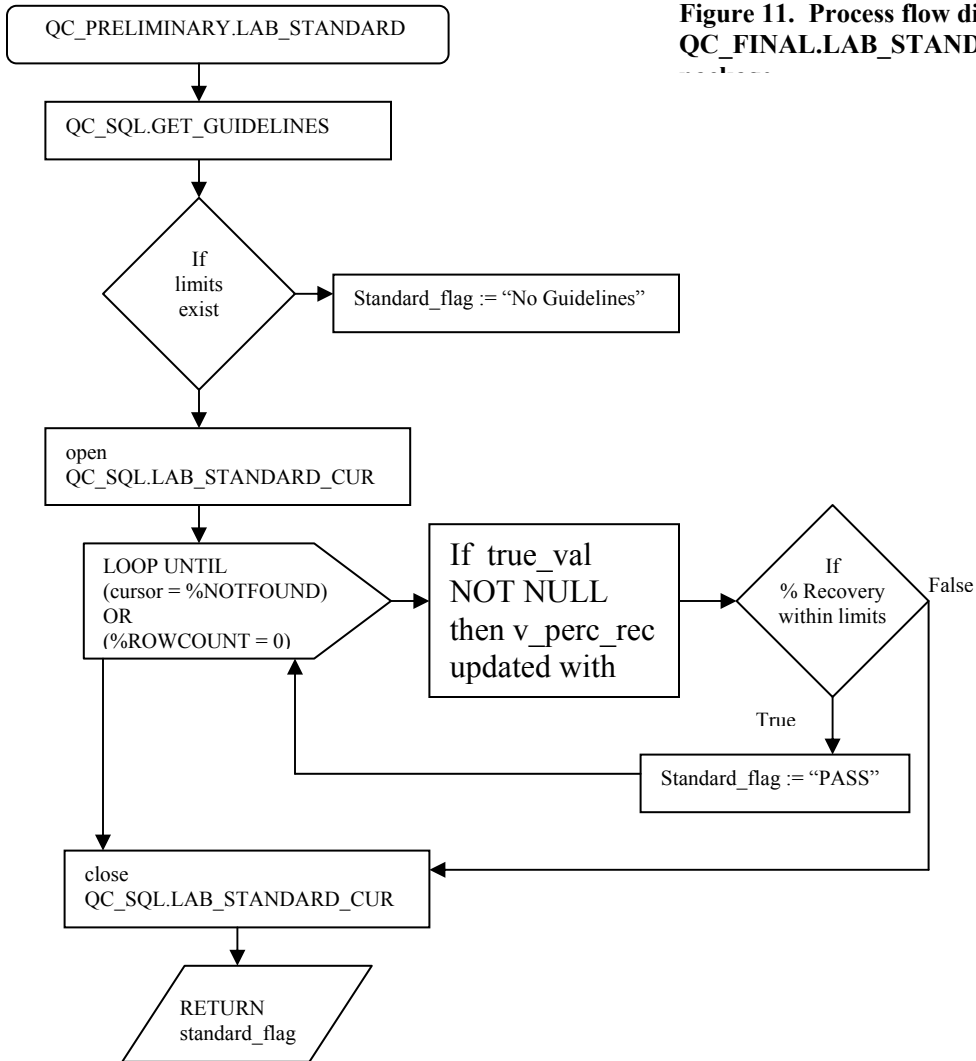 QC_PRELIMINARY.LAB_STANDARD
Figure 11. Process flow di
QC_FINAL.LAB_STAND
QC_SQL.GET_GUIDELINES
If
limits
exist
Standard_flag := “No Guidelines”
open
QC_SQL.LAB_STANDARD_CUR
LOOP UNTIL
(cursor = %NOTFOUND)
OR
(%ROWCOUNT = 0)
If true_val
NOT NULL
then v_perc_rec
updated with
If
% Recovery
within limits
False
True
Standard_flag := “PASS”
close
QC_SQL.LAB_STANDARD_CUR
RETURN
standard_flag